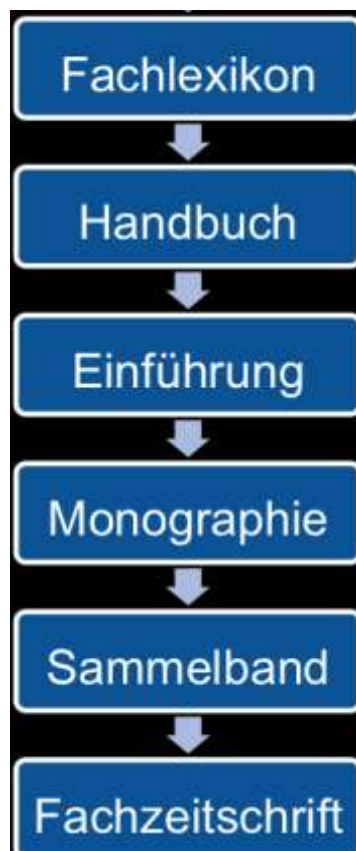 Fachlexikon
Handbuch
Einführung
Monographie
Sammelband
Fachzeitschrift